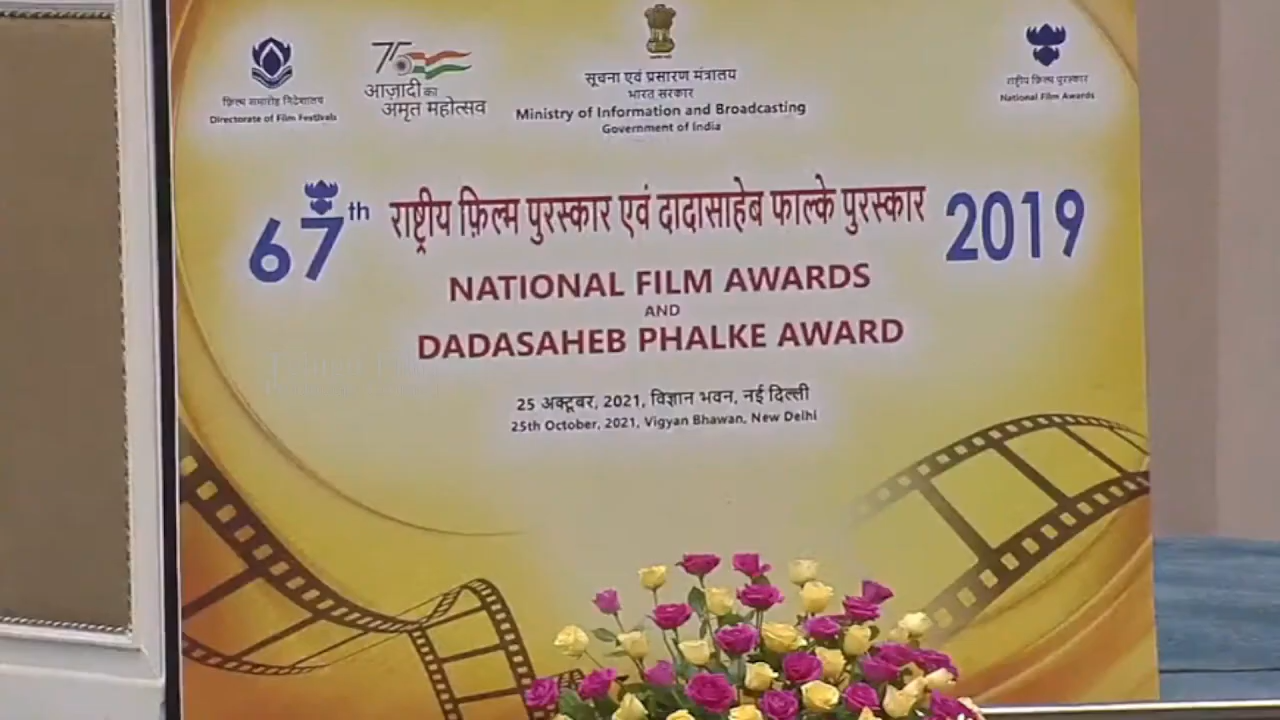 फ़िल्म समारोह निदेशालय
Directorate of Film Festivals
75
आज़ादी का
अमृत महोत्सव
सूचना एवं प्रसारण मंत्रालय
भारत सरकार
Ministry of Information and Broadcasting
Government of India
राष्ट्रीय फ़िल्म पुरस्कार
National Film Awards
67th राष्ट्रीय फ़िल्म पुरस्कार एवं दादासाहेब फाल्के पुरस्कार 2019
NATIONAL FILM AWARDS
AND
DADASAHEB PHALKE AWARD
25 अक्टूबर, 2021, विज्ञान भवन, नई दिल्ली
25th October, 2021, Vigyan Bhawan, New Delhi